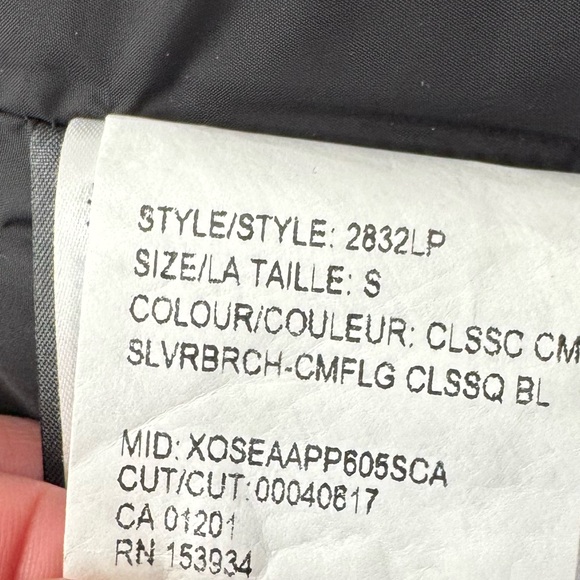 STYLE/STYLE: 2832LP
SIZE/LA TAILLE: S
COLOUR/COULEUR: CLSSC CM
SLVRBRCH-CMFLG CLSSQ BL
MID: XOSEAAPP605SCA
CUT/CUT: 00040617
CA 01201
RN 153934